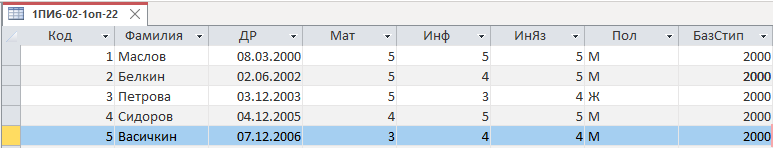 1ПИб-02-1оп-22
Код Фамилия ДР Мат Инф ИнЯз Пол БазСтип
1 Маслов 08.03.2000 5 5 5 М 2000
2 Белкин 02.06.2002 5 4 5 М 2000
3 Петрова 03.12.2003 5 3 4 Ж 2000
4 Сидоров 04.12.2005 4 5 5 М 2000
5 Васичкин 07.12.2006 3 4 4 М 2000